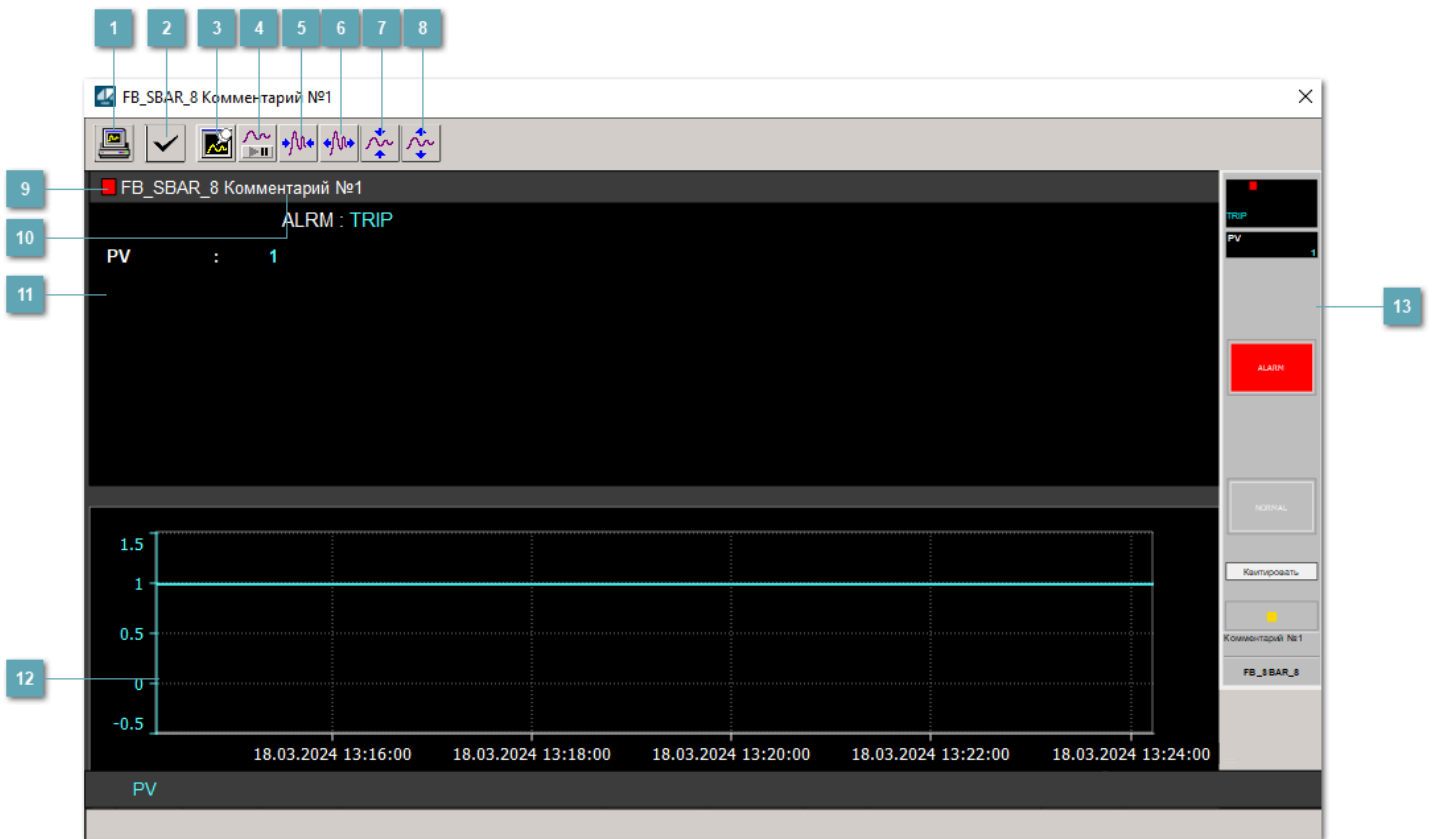 1 2 3 4 5 6 7 8
FB_SBAR_8 Комментарий №1
9
FB_SBAR_8 Комментарий №1
10
ALRM : TRIP
PV : 1
11
TRIP
PV
1
13
ALARM
NORMAL
Квитировать
Комментарий №1
FB_SBAR_8
12
1.5
1
0.5
0
-0.5
18.03.2024 13:16:00 18.03.2024 13:18:00 18.03.2024 13:20:00 18.03.2024 13:22:00 18.03.2024 13:24:00
PV